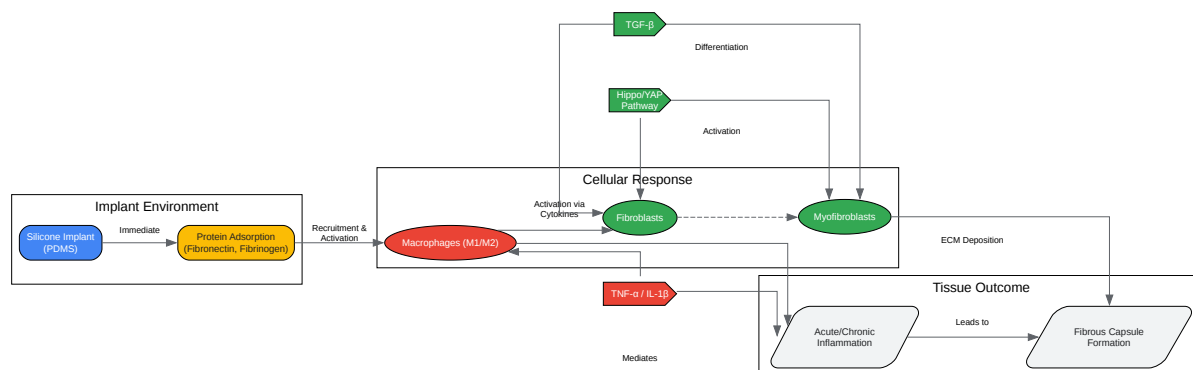 TGF-β
Differentiation
Hippo/YAP
Pathway
Activation
Cellular Response
Implant Environment
Silicone Implant
(PDMS)
Immediate
Protein Adsorption
(Fibronectin, Fibrinogen)
Recruitment &
Activation
Activation via
Cytokines
Macrophages (M1/M2)
Fibroblasts
Myofibroblasts
ECM Deposition
TNF-α / IL-1β
Mediates
Tissue Outcome
Acute/Chronic
Inflammation
Leads to
Fibrous Capsule
Formation